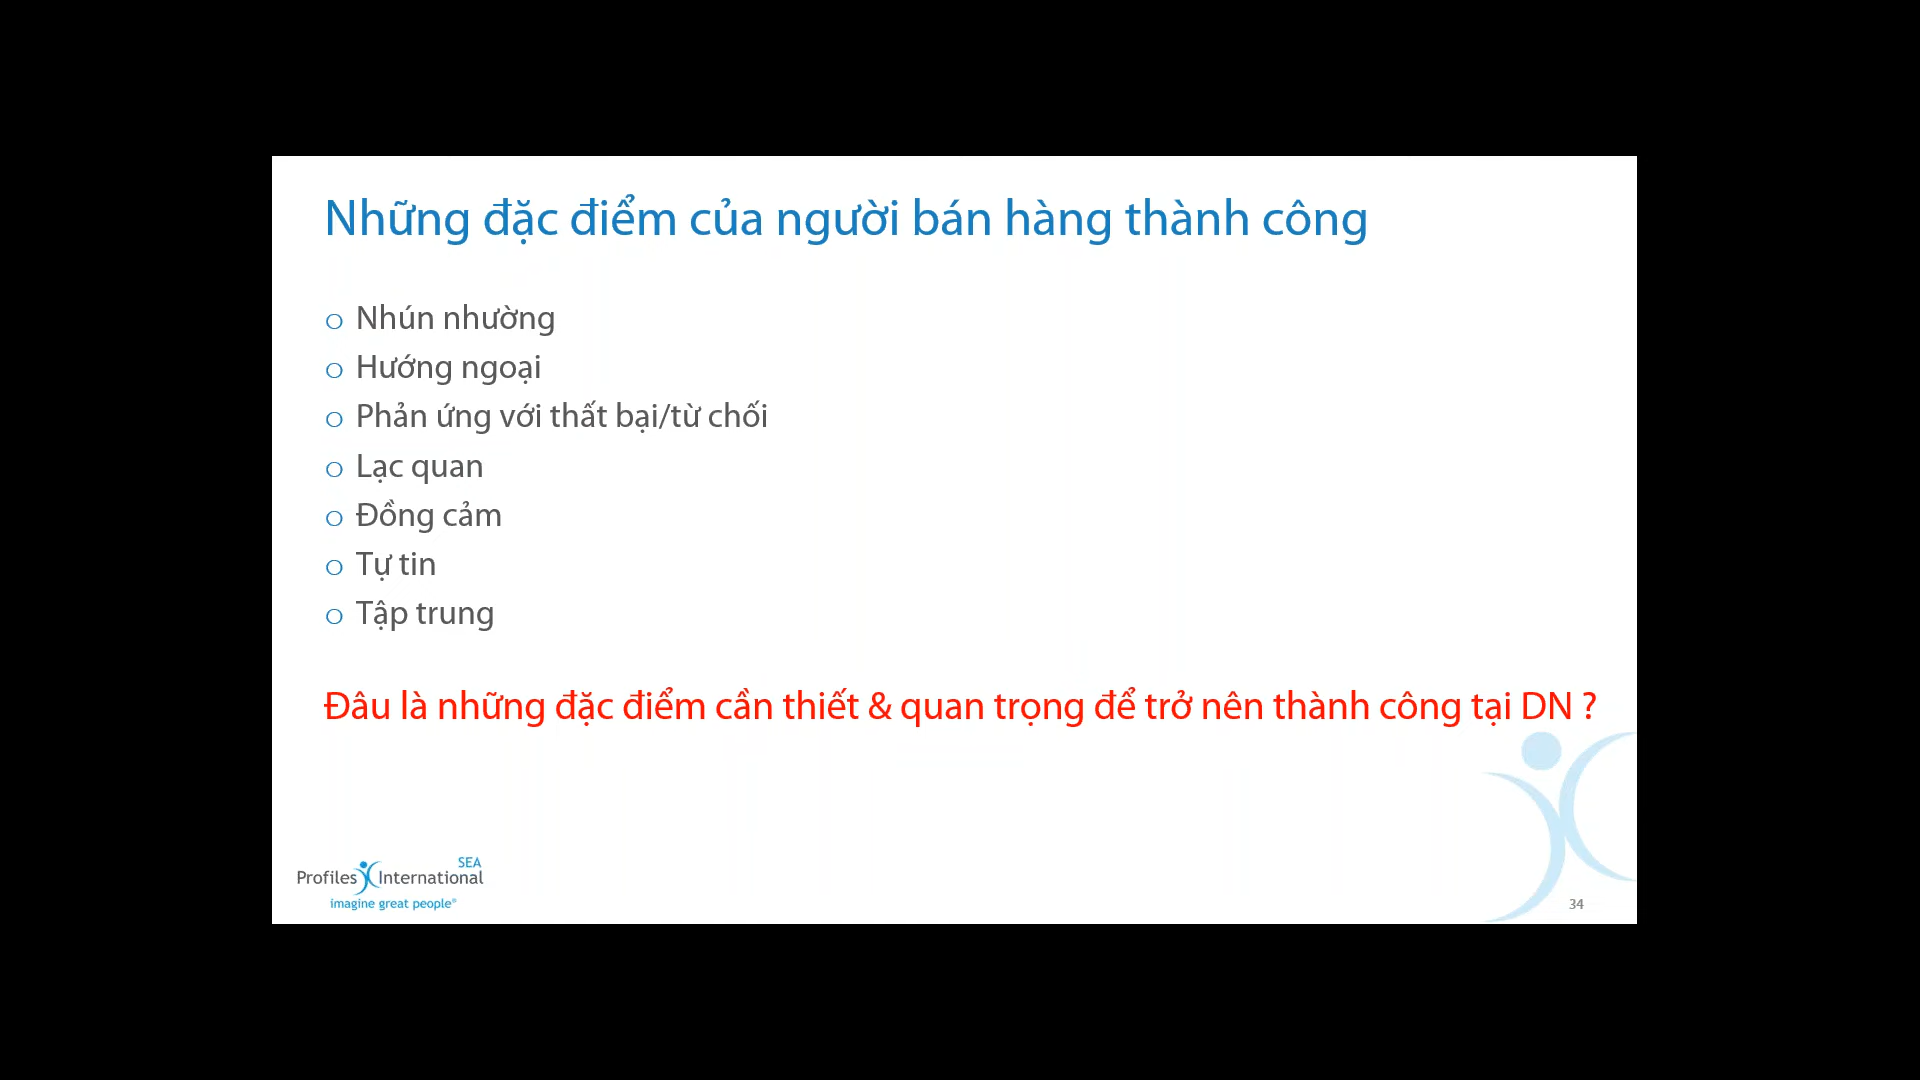 Những đặc điểm của người bán hàng thành công
o Nhún nhường
o Hướng ngoại
o Phản ứng với thất bại/từ chối
o Lạc quan
o Đồng cảm
o Tự tin
o Tập trung
Đâu là những đặc điểm cần thiết & quan trọng để trở nên thành công tại DN ?
SEA
Profiles International
imagine great people®
34